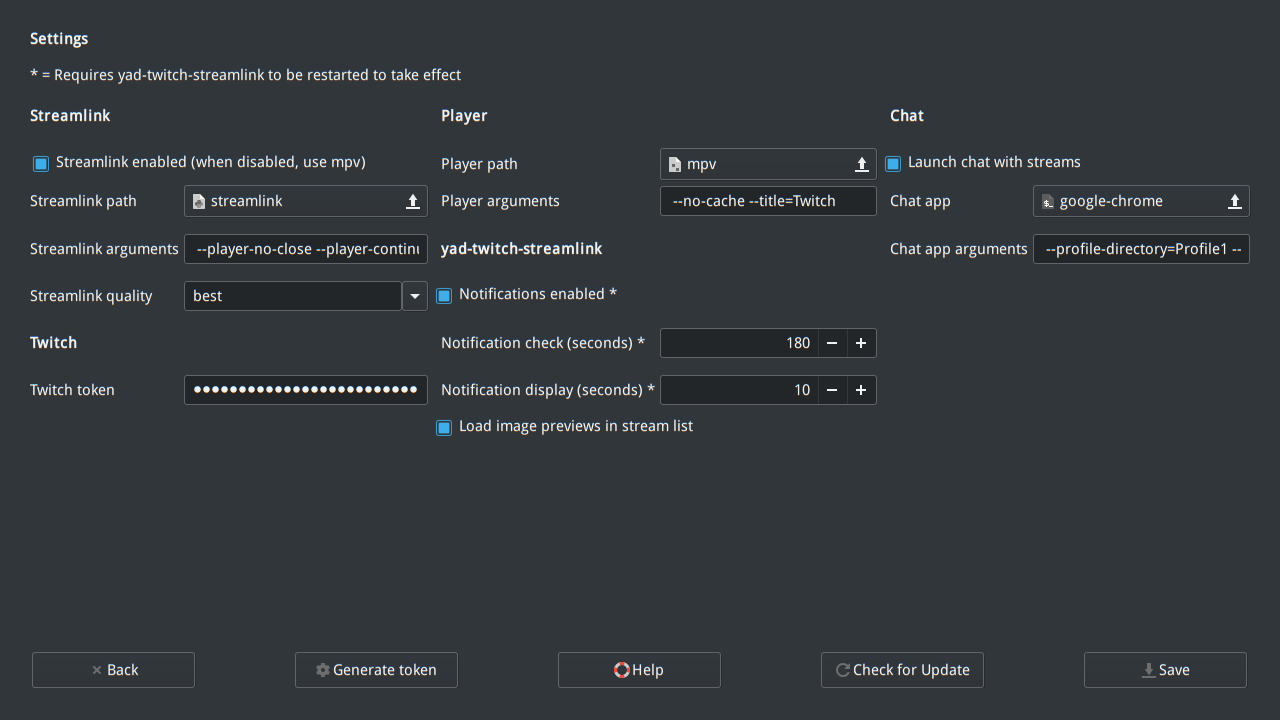 Settings
* = Requires yad-twitch-streamlink to be restarted to take effect
Streamlink
Streamlink enabled (when disabled, use mpv)
Streamlink path
streamlink
Streamlink arguments
--player-no-close --player-continu
Streamlink quality
best
Twitch
Twitch token
Player
Player path
mpv
Player arguments
--no-cache --title=Twitch
yad-twitch-streamlink
Notifications enabled *
Notification check (seconds) *
180
Notification display (seconds) *
10
Load image previews in stream list
Chat
Launch chat with streams
Chat app
google-chrome
Chat app arguments
--profile-directory=Profile1 --
Back
Generate token
Help
Check for Update
Save